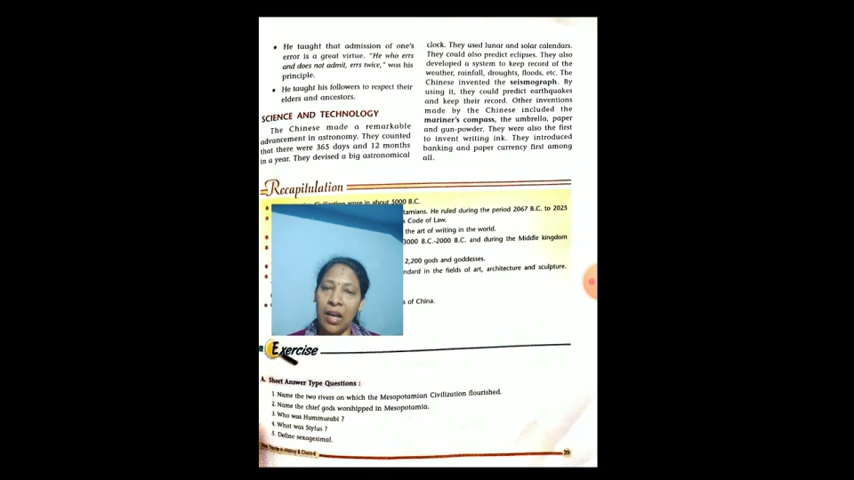 • He taught that admission of one's
error is a great virtue. "He who errs
and does not admit, errs twice," was his
principle.
• He taught his followers to respect their
elders and ancestors.
SCIENCE AND TECHNOLOGY
The Chinese made a remarkable
advancement in astronomy. They counted
that there were 365 days and 12 months
in a year. They devised a big astronomical
clock. They used lunar and solar calendars.
They could also predict eclipses. They also
developed a system to keep record of the
weather, rainfall, droughts, floods, etc. The
Chinese invented the seismograph. By
using it, they could predict earthquakes
and keep their record. Other inventions
made by the Chinese included the
mariner's compass, the umbrella, paper
and gun-powder. They were also the first
to invent writing ink. They introduced
banking and paper currency first among
all.
Recapitulation
arose in about 5000 B.C.
tamians. He ruled during the period 2067 B.C. to 2025
Code of Law.
the art of writing in the world.
3000 B.C.-2000 B.C. and during the Middle kingdom
2,200 gods and goddesses.
ndard in the fields of art, architecture and sculpture.
s of China.
Exercise
A. Short Answer Type Questions :
1. Name the two rivers on which the Mesopotamian Civilization flourished.
2. Name the chief gods worshipped in Mesopotamia.
3. Who was Hummurabi ?
4. What was Stylus ?
5. Define sexagesimal.
39